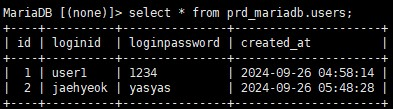 MariaDB [(none)]> select * from prd_mariadb.users;
+----+----------+---------------+---------------------+
| id | loginid  | loginpassword | created_at          |
+----+----------+---------------+---------------------+
|  1 | user1    | 1234          | 2024-09-26 04:58:14 |
|  2 | jaehyeok | yasyas        | 2024-09-26 05:48:28 |
+----+----------+---------------+---------------------+